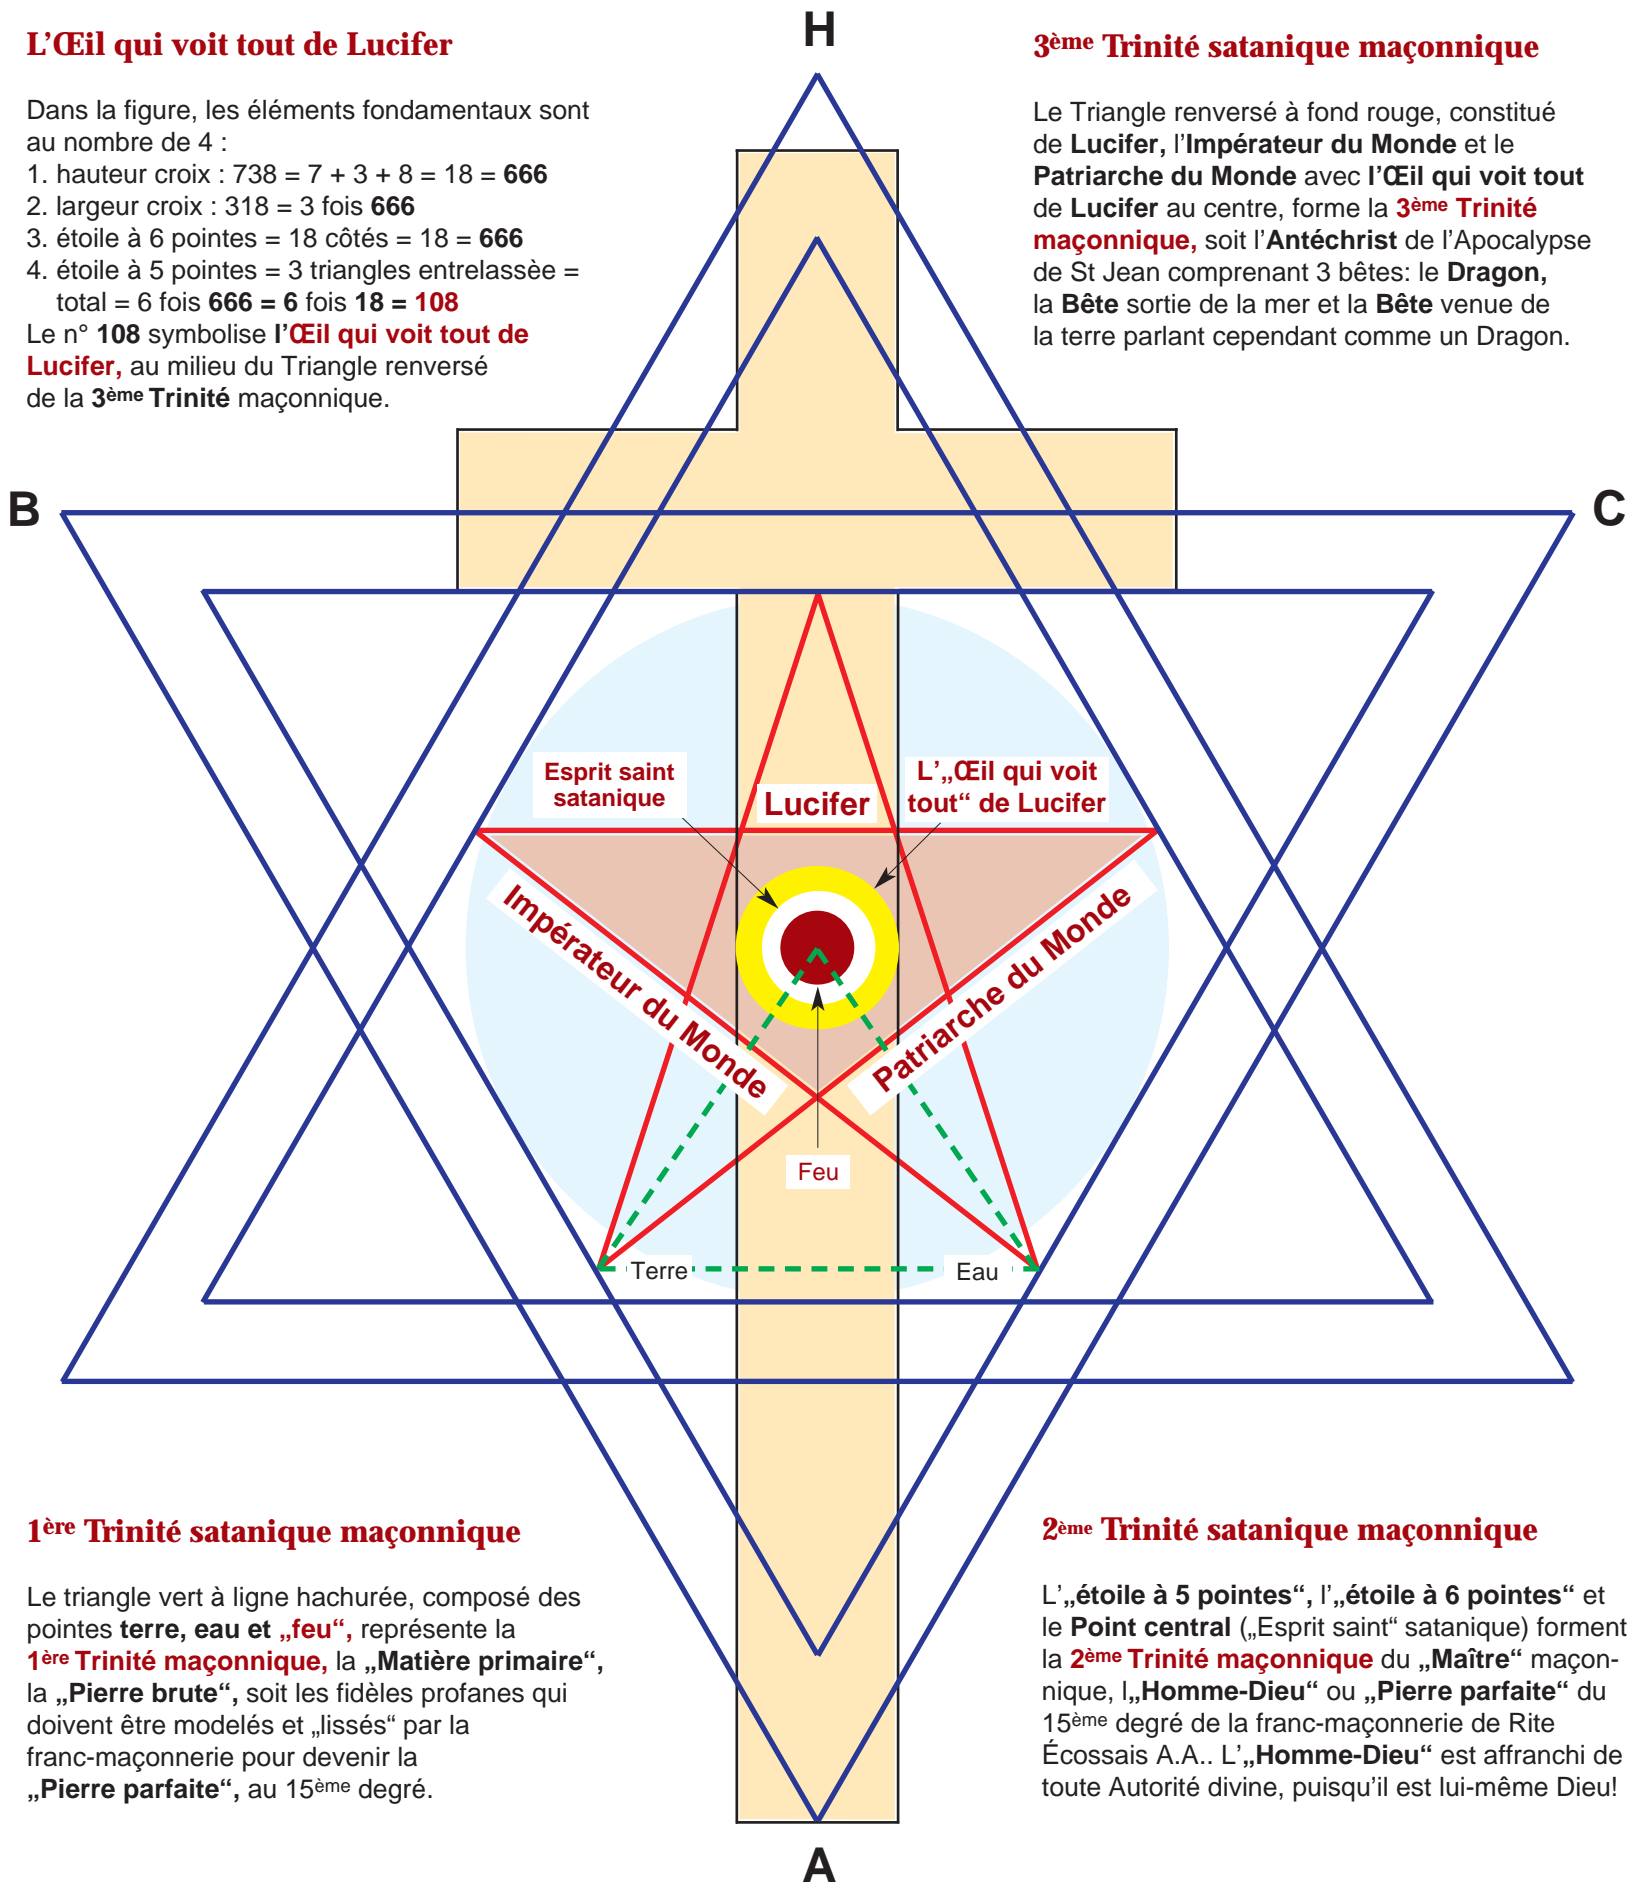 H
L'Œil qui voit tout de Lucifer
Dans la figure, les éléments fondamentaux sont
au nombre de 4 :
1. hauteur croix : 738 = 7 + 3 + 8 = 18 = 666
2. largeur croix : 318 = 3 fois 666
3. étoile à 6 pointes = 18 côtés = 18 = 666
4. étoile à 5 pointes = 3 triangles entrelassèe =
total = 6 fois 666 = 6 fois 18 = 108
Le n° 108 symbolise l'Œil qui voit tout de
Lucifer, au milieu du Triangle renversé
de la 3ème Trinité maçonnique.
3ème Trinité satanique maçonnique
Le Triangle renversé à fond rouge, constitué
de Lucifer, l'Impérateur du Monde et le
Patriarche du Monde avec l'Œil qui voit tout
de Lucifer au centre, forme la 3ème Trinité
maçonnique, soit l'Antéchrist de l'Apocalypse
de St Jean comprenant 3 bêtes: le Dragon,
la Bête sortie de la mer et la Bête venue de
la terre parlant cependant comme un Dragon.
B
C
Esprit saint
satanique
Lucifer
L'„Œil qui voit
tout“ de Lucifer
Impérateur du Monde
Patriarche du Monde
Feu
Terre
Eau
1ère Trinité satanique maçonnique
Le triangle vert à ligne hachurée, composé des
pointes terre, eau et „feu“, représente la
1ère Trinité maçonnique, la „Matière primaire“,
la „Pierre brute“, soit les fidèles profanes qui
doivent être modelés et „lissés“ par la
franc-maçonnerie pour devenir la
„Pierre parfaite“, au 15ème degré.
2ème Trinité satanique maçonnique
L'„étoile à 5 pointes“, l'„étoile à 6 pointes“ et
le Point central („Esprit saint“ satanique) forment
la 2ème Trinité maçonnique du „Maître“ maçon-
nique, l„Homme-Dieu“ ou „Pierre parfaite“ du
15ème degré de la franc-maçonnerie de Rite
Écossais A.A.. L'„Homme-Dieu“ est affranchi de
toute Autorité divine, puisqu'il est lui-même Dieu!
A